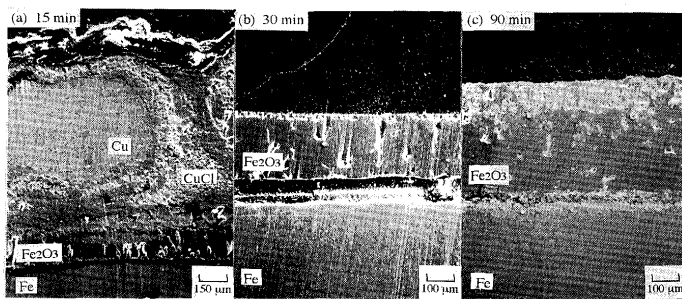 (a) 15 min
Cu
CuCl
Fe2O3
Fe
150 μm
(b) 30 min
Fe2O3
Fe
100 μm
(c) 90 min
Fe2O3
Fe
100 μm